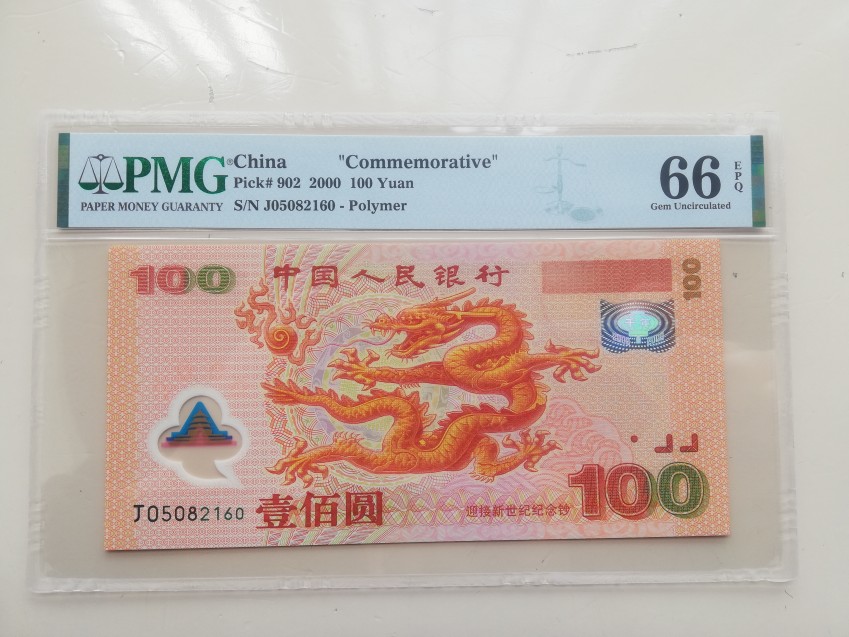 PMG®
PAPER MONEY GUARANTY
China "Commemorative"
Pick# 902 2000 100 Yuan
S/N J05082160 - Polymer
66 EPQ
Gem Uncirculated
100 中国人民银行 100
J05082160 壹佰圆 迎接新世纪纪念钞 100